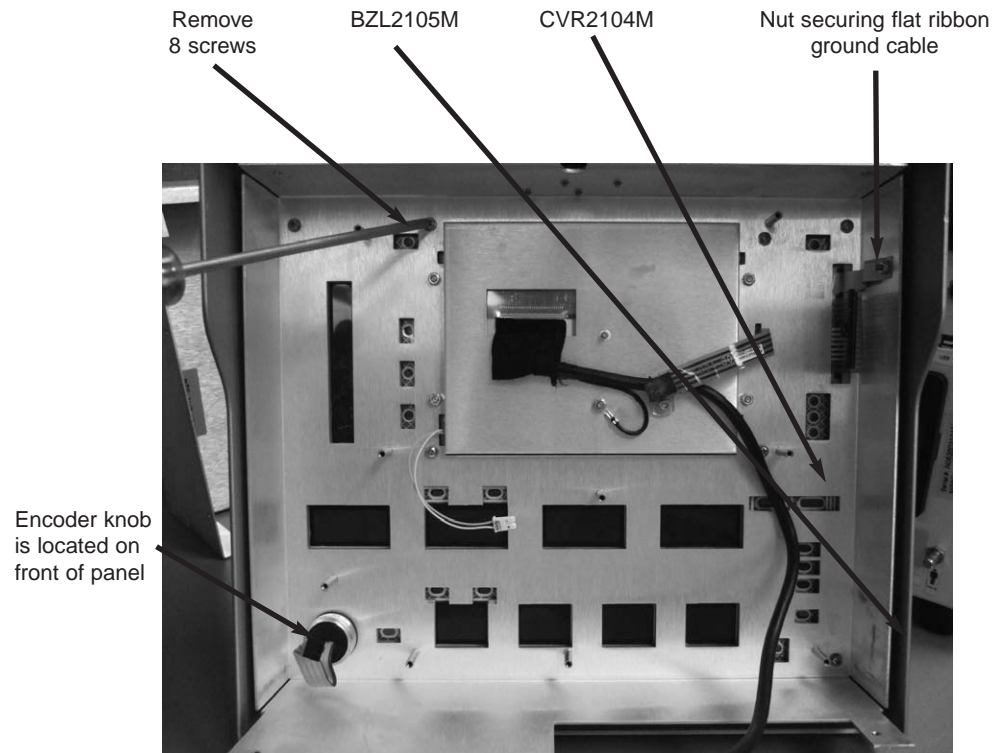 Remove
8 screws
BZL2105M
CVR2104M
Nut securing flat ribbon
ground cable
Encoder knob
is located on
front of panel